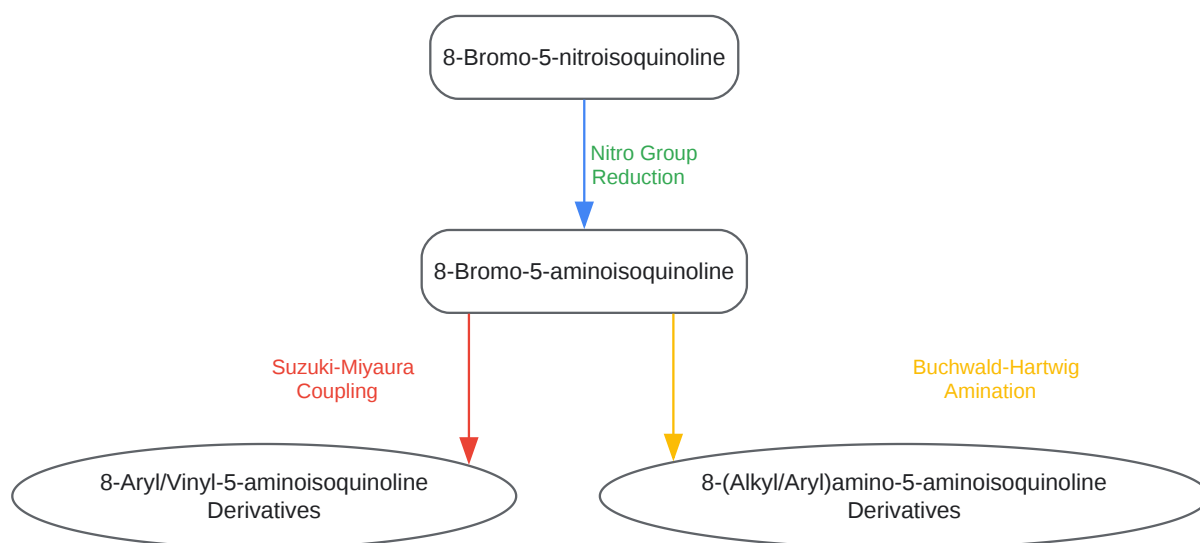 8-Bromo-5-nitroisoquinoline
Nitro Group
Reduction
8-Bromo-5-aminoisoquinoline
Suzuki-Miyaura
Coupling
Buchwald-Hartwig
Amination
8-Aryl/Vinyl-5-aminoisoquinoline
Derivatives
8-(Alkyl/Aryl)amino-5-aminoisoquinoline
Derivatives